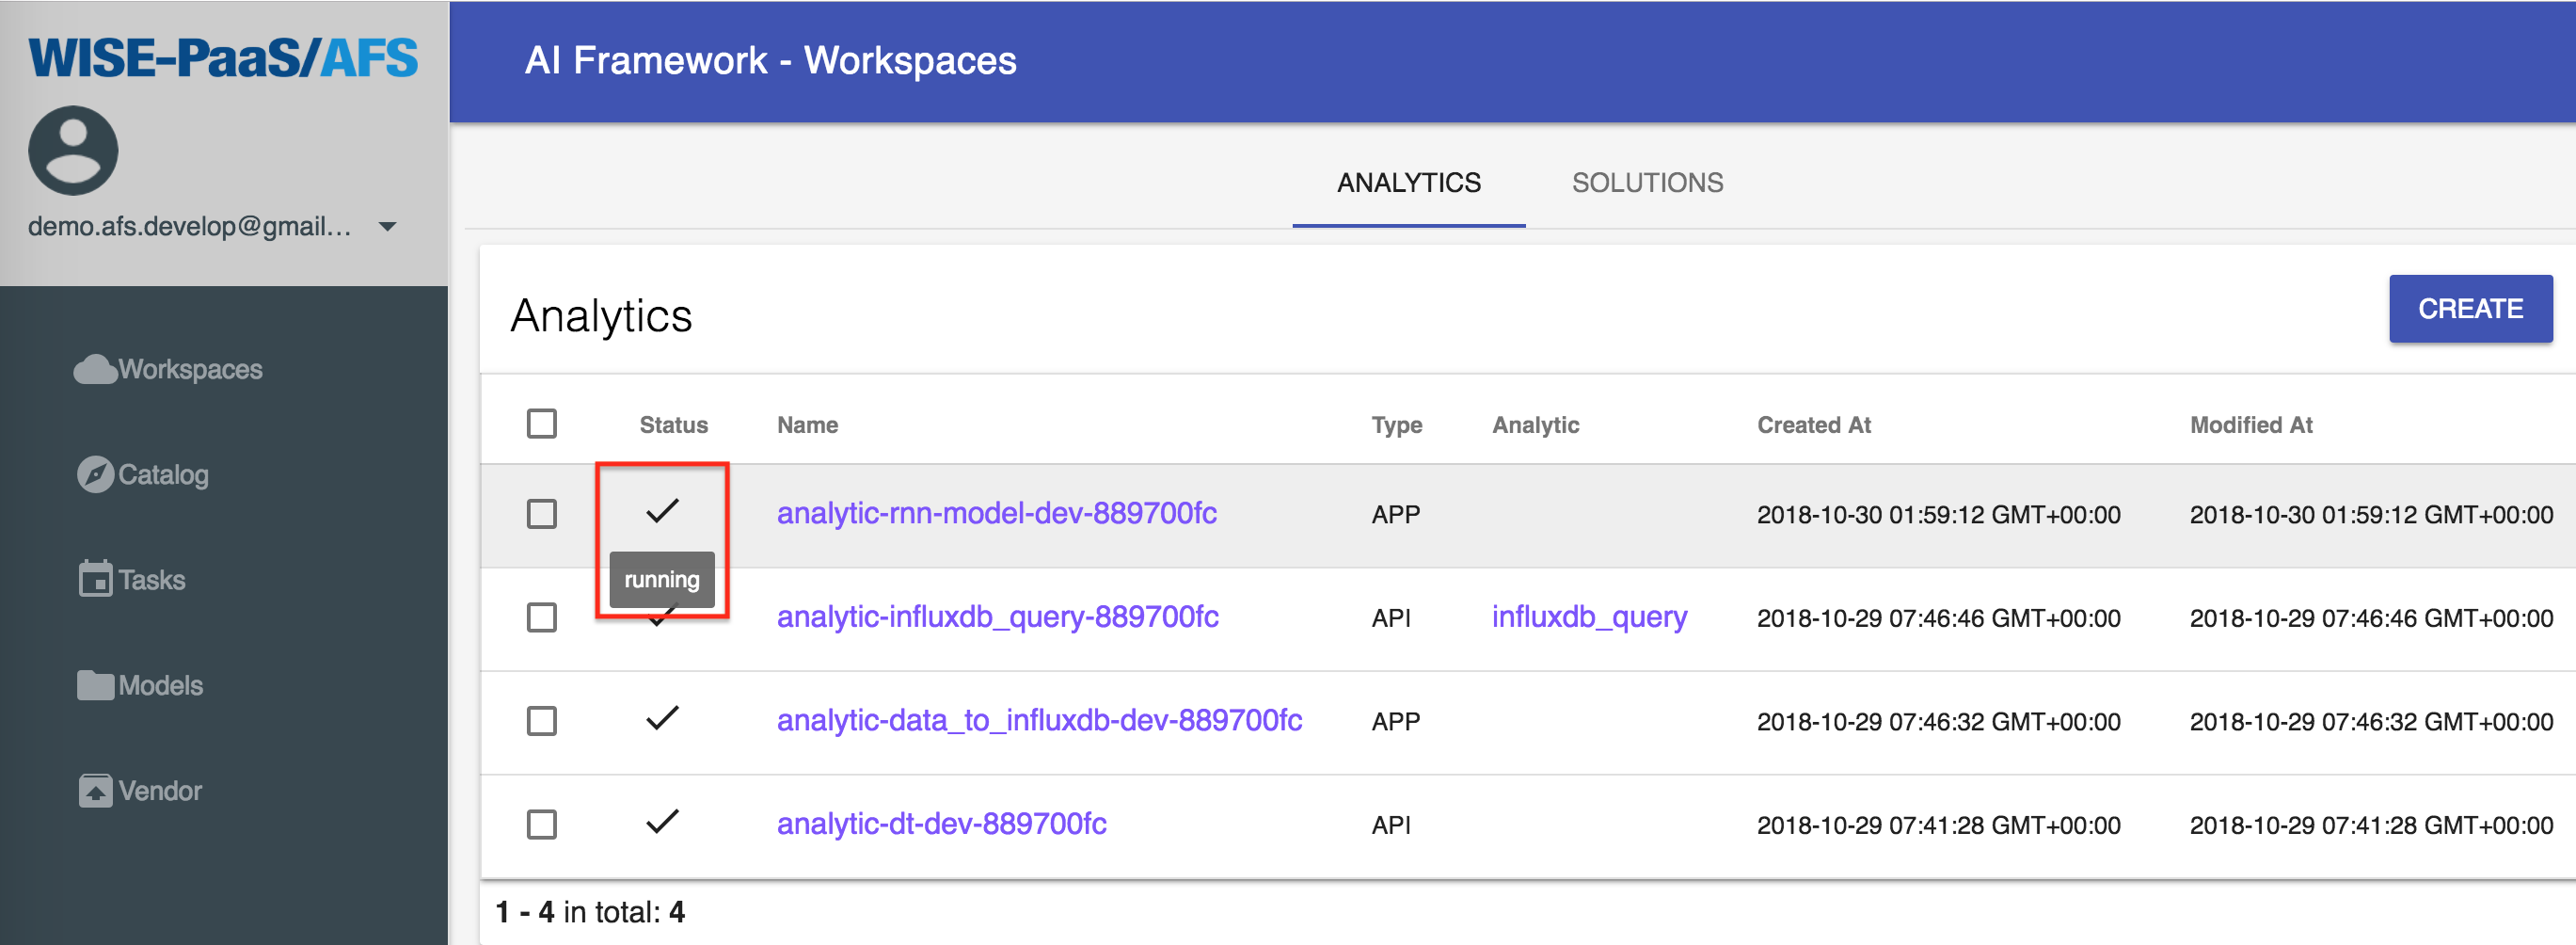 WISE-PaaS/AFS
demo.afs.develop@gmail...
Workspaces
Catalog
Tasks
Models
Vendor
AI Framework - Workspaces
ANALYTICS SOLUTIONS
Analytics
CREATE
Status Name Type Analytic Created At Modified At
analytic-rnn-model-dev-889700fc APP 2018-10-30 01:59:12 GMT+00:00 2018-10-30 01:59:12 GMT+00:00
running
analytic-influxdb_query-889700fc API influxdb_query 2018-10-29 07:46:46 GMT+00:00 2018-10-29 07:46:46 GMT+00:00
analytic-data_to_influxdb-dev-889700fc APP 2018-10-29 07:46:32 GMT+00:00 2018-10-29 07:46:32 GMT+00:00
analytic-dt-dev-889700fc API 2018-10-29 07:41:28 GMT+00:00 2018-10-29 07:41:28 GMT+00:00
1 - 4 in total: 4